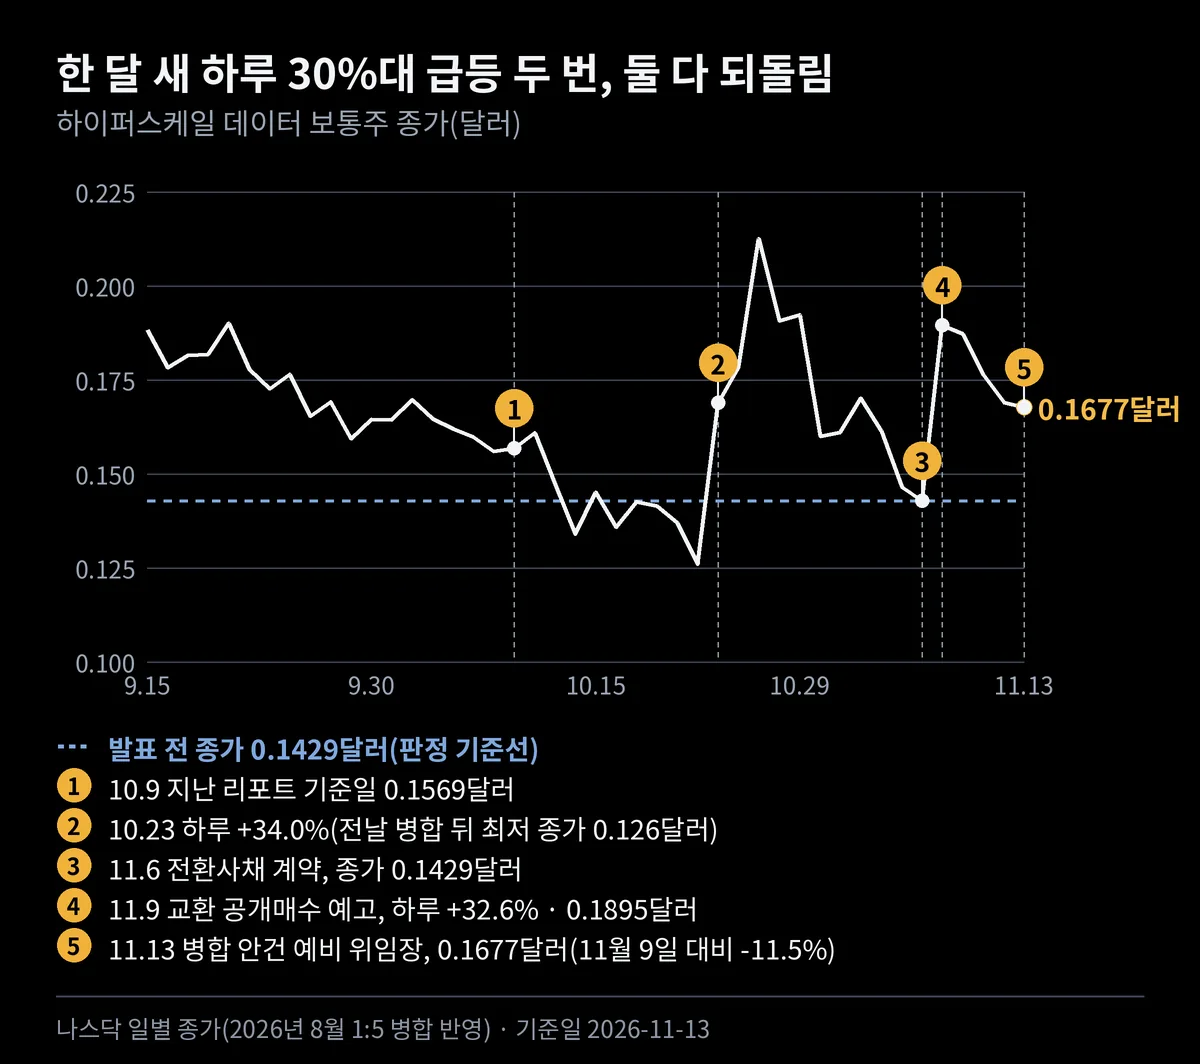 한 달 새 하루 30%대 급등 두 번, 둘 다 되돌림
하이퍼스케일 데이터 보통주 종가(달러)
0.225
0.200
0.175
0.150
0.125
0.100
1
2
3
4
5
0.1677달러
9.15 9.30 10.15 10.29 11.13
발표 전 종가 0.1429달러(판정 기준선)
1 10.9 지난 리포트 기준일 0.1569달러
2 10.23 하루 +34.0%(전날 병합 뒤 최저 종가 0.126달러)
3 11.6 전환사채 계약, 종가 0.1429달러
4 11.9 교환 공개매수 예고, 하루 +32.6% · 0.1895달러
5 11.13 병합 안건 예비 위임장, 0.1677달러(11월 9일 대비 -11.5%)
나스닥 일별 종가(2026년 8월 1:5 병합 반영) · 기준일 2026-11-13